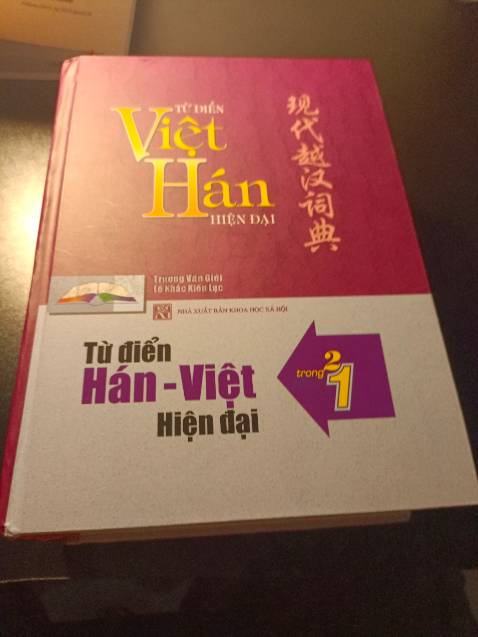 TỪ ĐIỂN
Việt
Hán
HIỆN ĐẠI
现代越汉词典
Trương Văn Giới
Lê Khắc Kiều Lục
NHÀ XUẤT BẢN KHOA HỌC XÃ HỘI
Từ điển
Hán - Việt
Hiện đại
2
trong
1